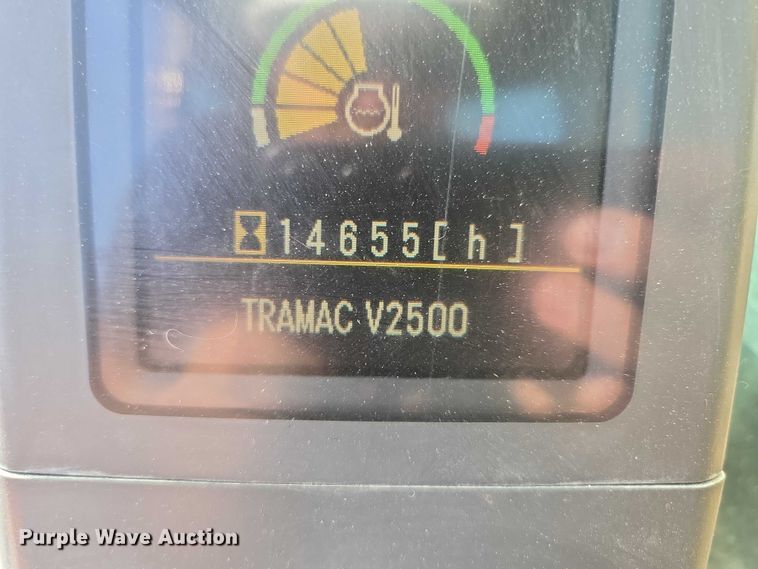 14655[h]
TRAMAC V2500
Purple Wave Auction